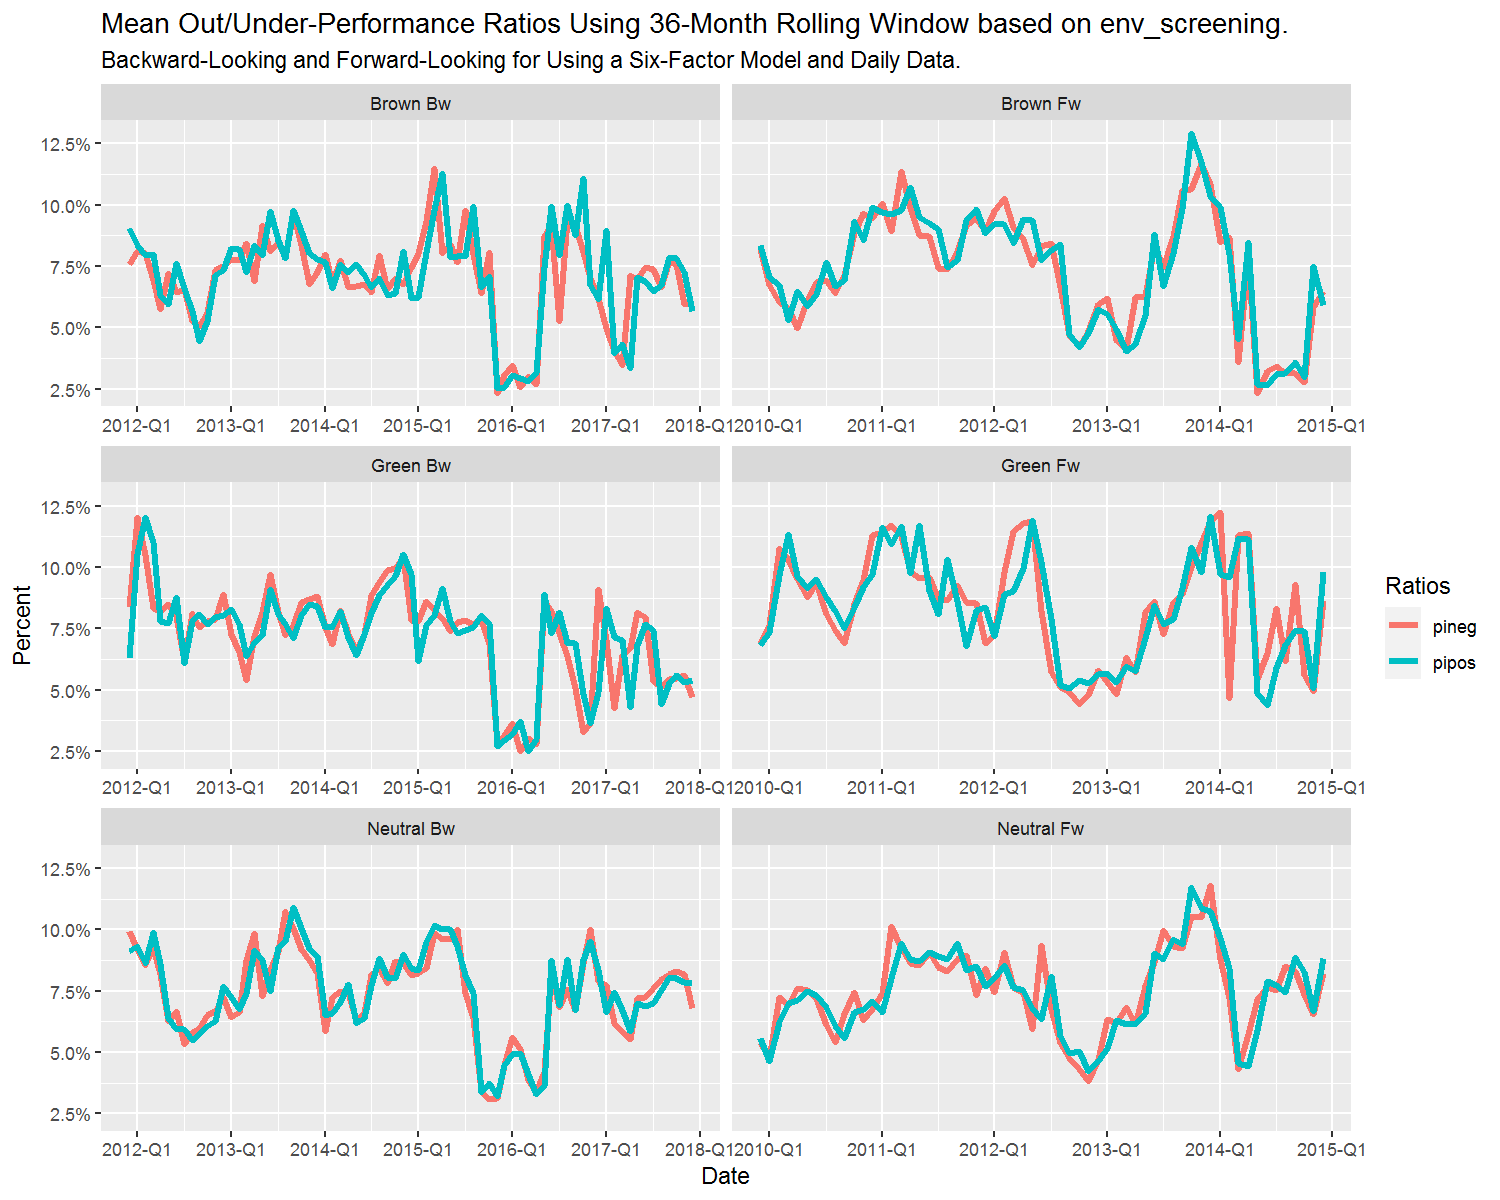 Mean Out/Under-Performance Ratios Using 36-Month Rolling Window based on env_screening.
Backward-Looking and Forward-Looking for Using a Six-Factor Model and Daily Data.
Brown Bw
Brown Fw
12.5%
10.0%
7.5%
5.0%
2.5%
2012-Q1 2013-Q1 2014-Q1 2015-Q1 2016-Q1 2017-Q1 2018-Q1
2010-Q1 2011-Q1 2012-Q1 2013-Q1 2014-Q1 2015-Q1
Green Bw
Green Fw
12.5%
10.0%
7.5%
5.0%
2.5%
2012-Q1 2013-Q1 2014-Q1 2015-Q1 2016-Q1 2017-Q1 2018-Q1
2010-Q1 2011-Q1 2012-Q1 2013-Q1 2014-Q1 2015-Q1
Neutral Bw
Neutral Fw
12.5%
10.0%
7.5%
5.0%
2.5%
2012-Q1 2013-Q1 2014-Q1 2015-Q1 2016-Q1 2017-Q1 2018-Q1
2010-Q1 2011-Q1 2012-Q1 2013-Q1 2014-Q1 2015-Q1
Percent
Date
Ratios
pineg
pipos